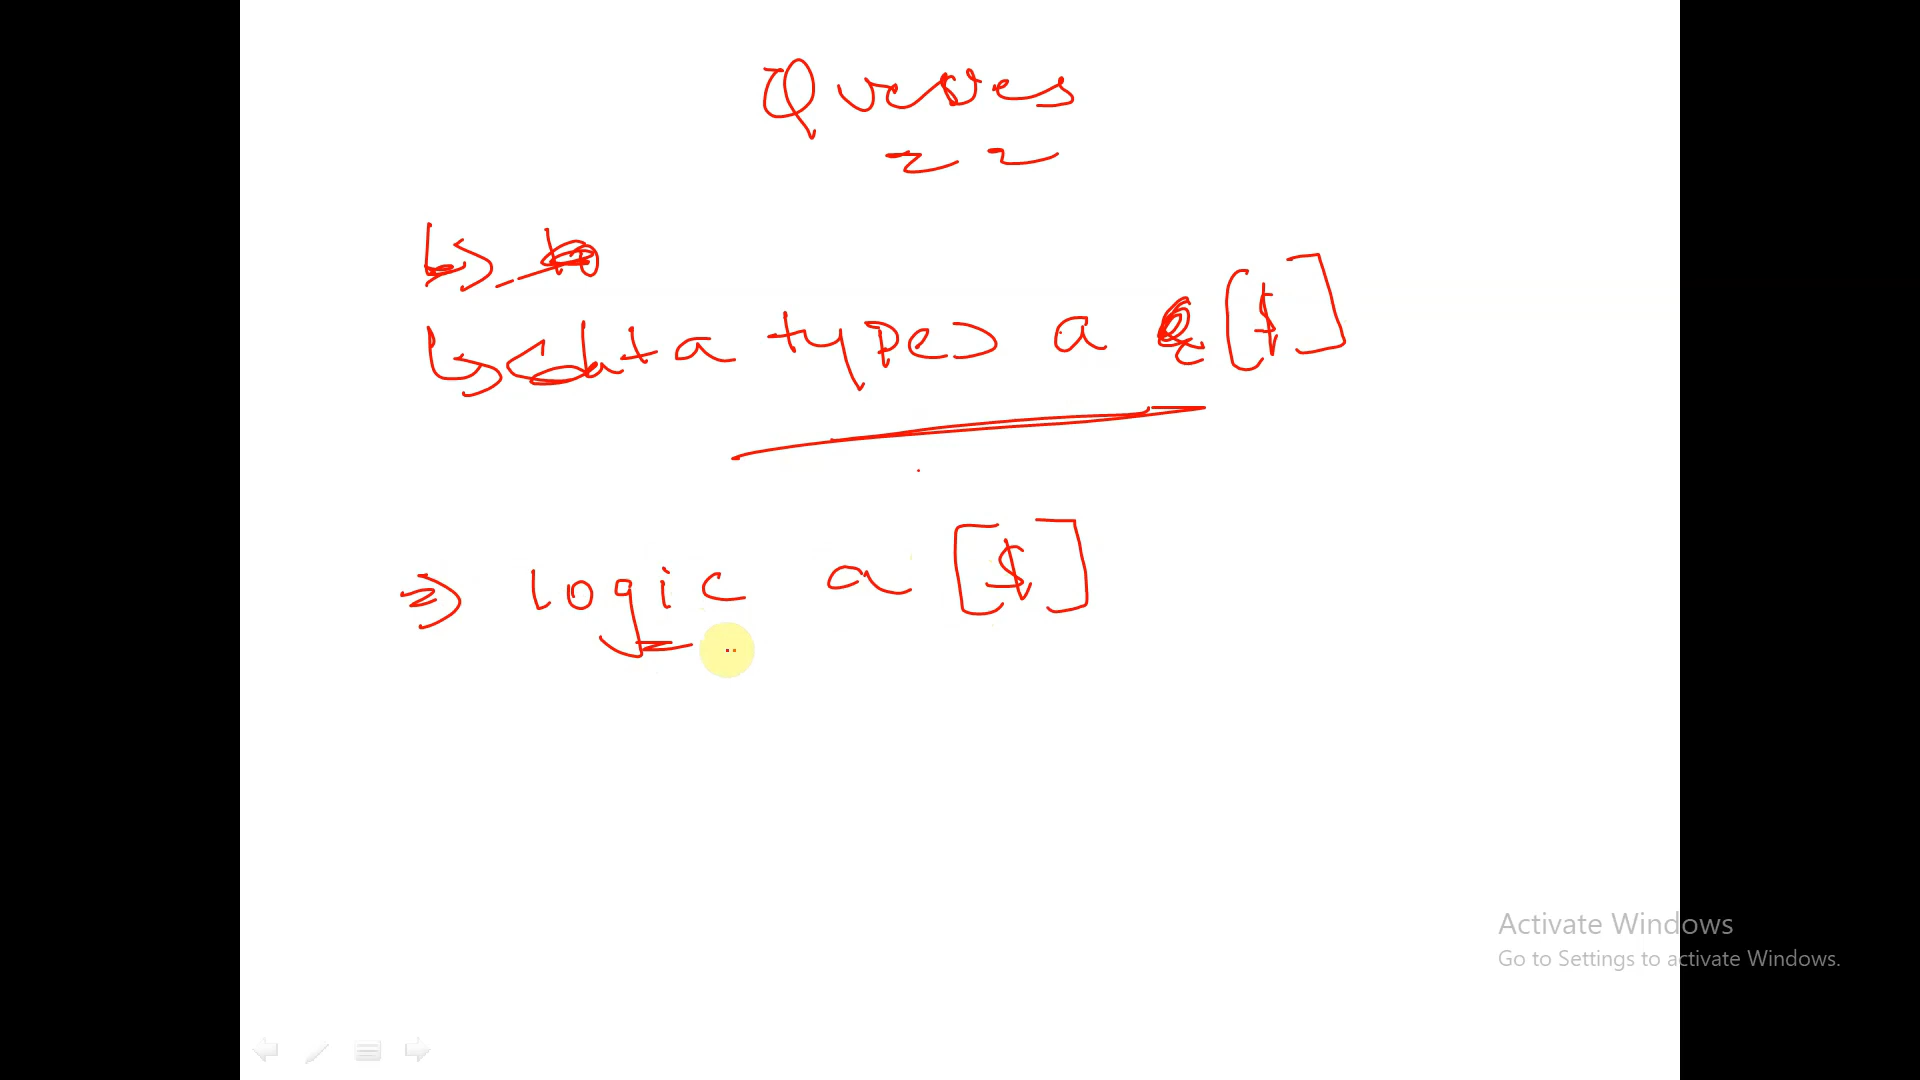 Queues
data types a [$]
logic a [$]
Activate Windows
Go to Settings to activate Windows.